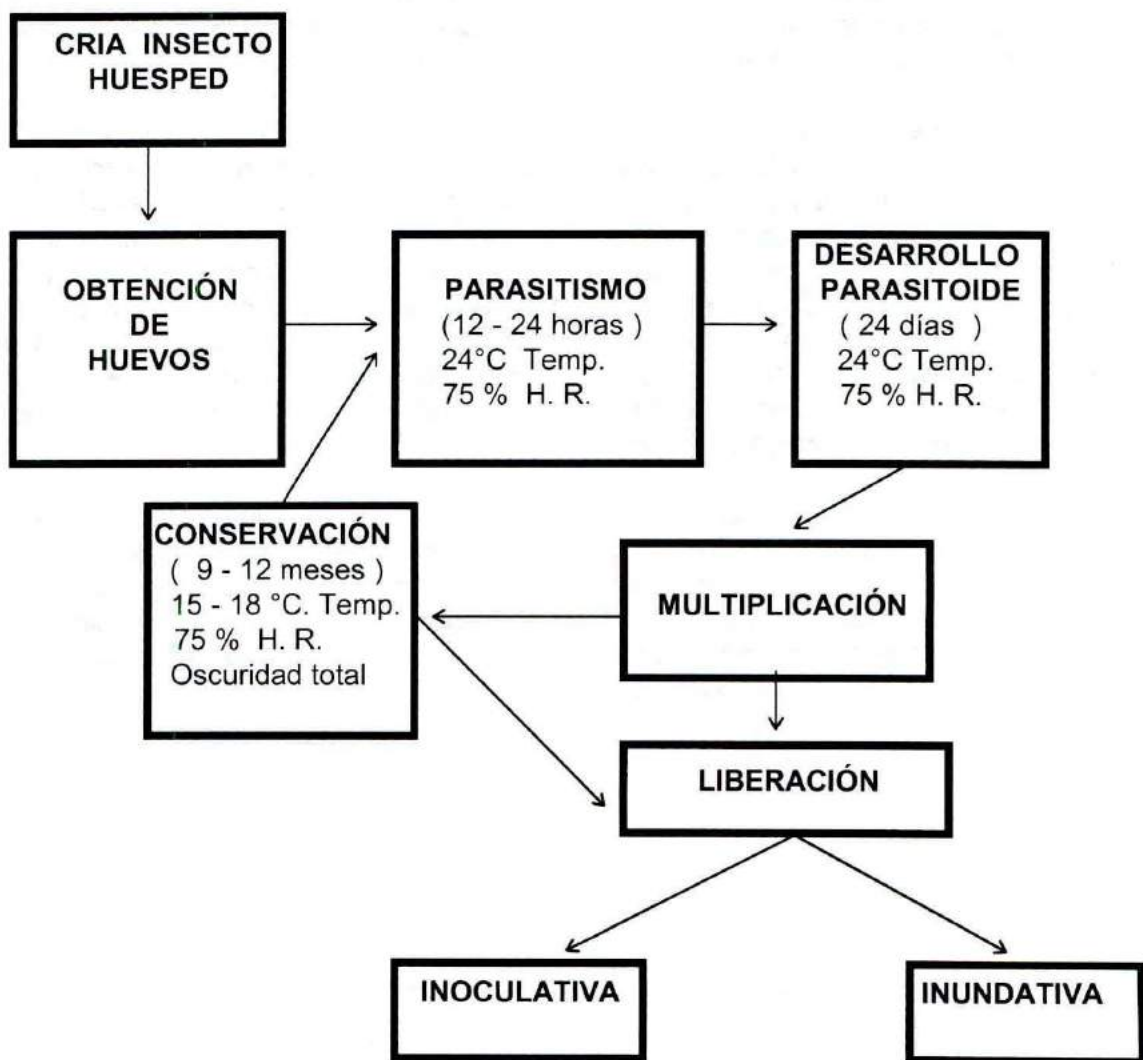 CRIA INSECTO
HUESPED
OBTENCIÓN
DE
HUEVOS
PARASITISMO
(12 - 24 horas )
24°C Temp.
75 % H. R.
DESARROLLO
PARASITOIDE
( 24 días )
24°C Temp.
75 % H. R.
CONSERVACIÓN
( 9 - 12 meses )
15 - 18 °C. Temp.
75 % H. R.
Oscuridad total
MULTIPLICACIÓN
LIBERACIÓN
INOCULATIVA
INUNDATIVA